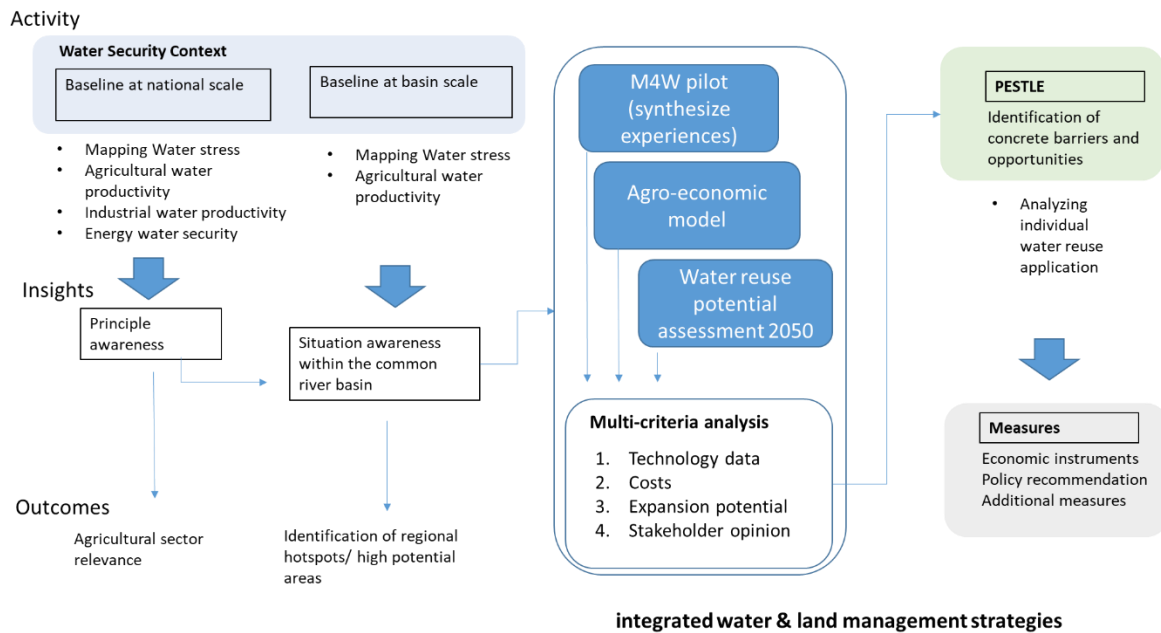 Activity
Water Security Context
Baseline at national scale
Baseline at basin scale
• Mapping Water stress
• Agricultural water
productivity
• Industrial water productivity
• Energy water security
• Mapping Water stress
• Agricultural water
productivity
Insights
Principle
awareness
Situation awareness
within the common
river basin
Outcomes
Agricultural sector
relevance
Identification of regional
hotspots/ high potential
areas
M4W pilot
(synthesize
experiences)
Agro-economic
model
Water reuse
potential
assessment 2050
Multi-criteria analysis
1. Technology data
2. Costs
3. Expansion potential
4. Stakeholder opinion
PESTLE
Identification of
concrete barriers and
opportunities
• Analyzing
individual
water reuse
application
Measures
Economic instruments
Policy recommendation
Additional measures
integrated water & land management strategies